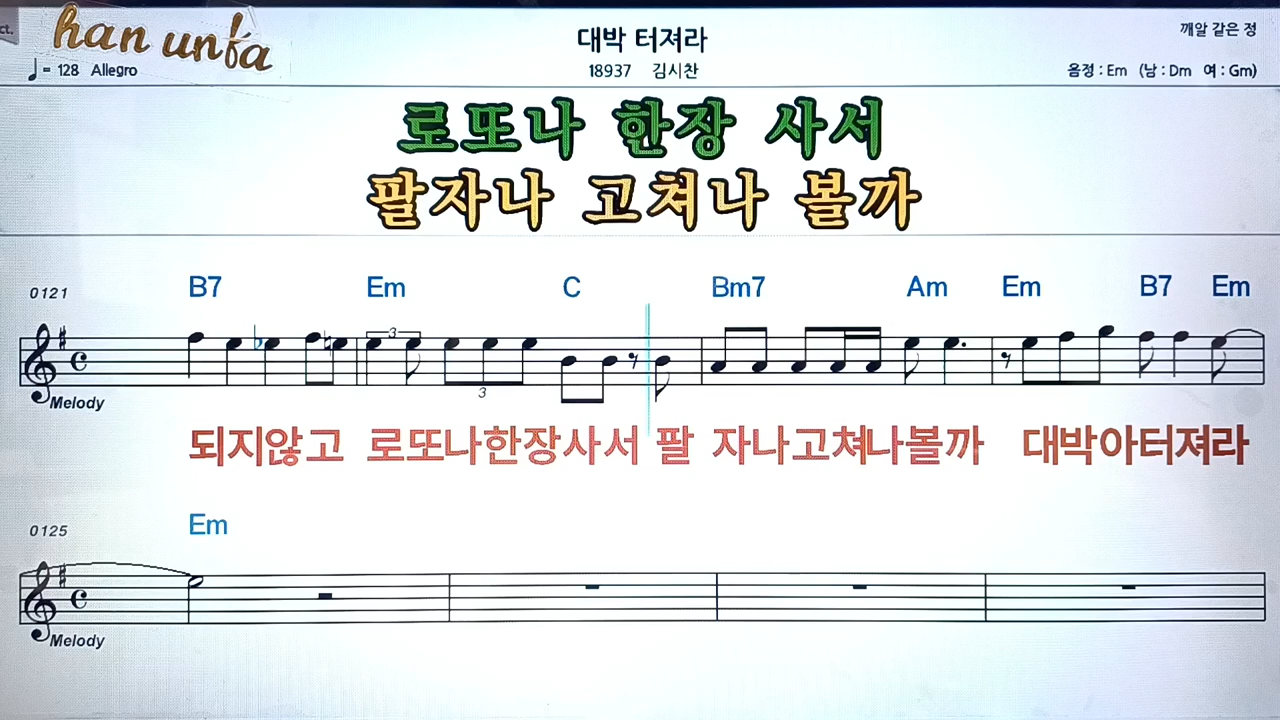 ct.
han unfa
대박 터져라
깨알 같은 정
= 128 Allegro
18937 김시찬
음정 : Em (남 : Dm 여 : Gm)
로또나 한장 사서
팔자나 고쳐나 볼까
0121
B7 Em C Bm7 Am Em B7 Em
3
3
Melody
되지않고 로또나한장사서 팔 자나고쳐나볼까 대박아터져라
0125
Em
Melody